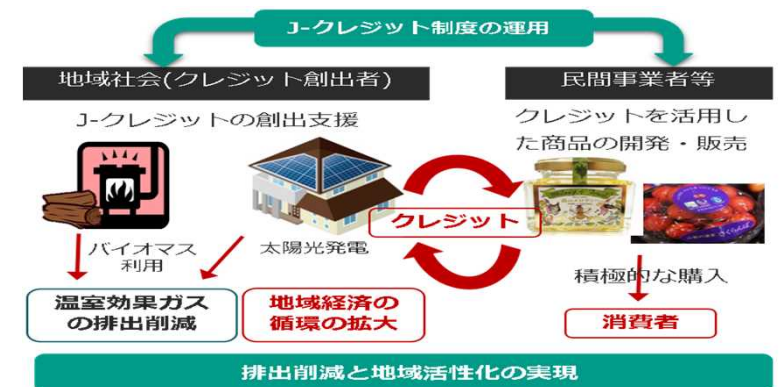 J-クレジット制度の運用
地域社会(クレジット創出者)
民間事業者等
J-クレジットの創出支援
クレジットを活用し
た商品の開発・販売
クレジット
バイオマス
利用
太陽光発電
積極的な購入
温室効果ガス
の排出削減
地域経済の
循環の拡大
消費者
排出削減と地域活性化の実現